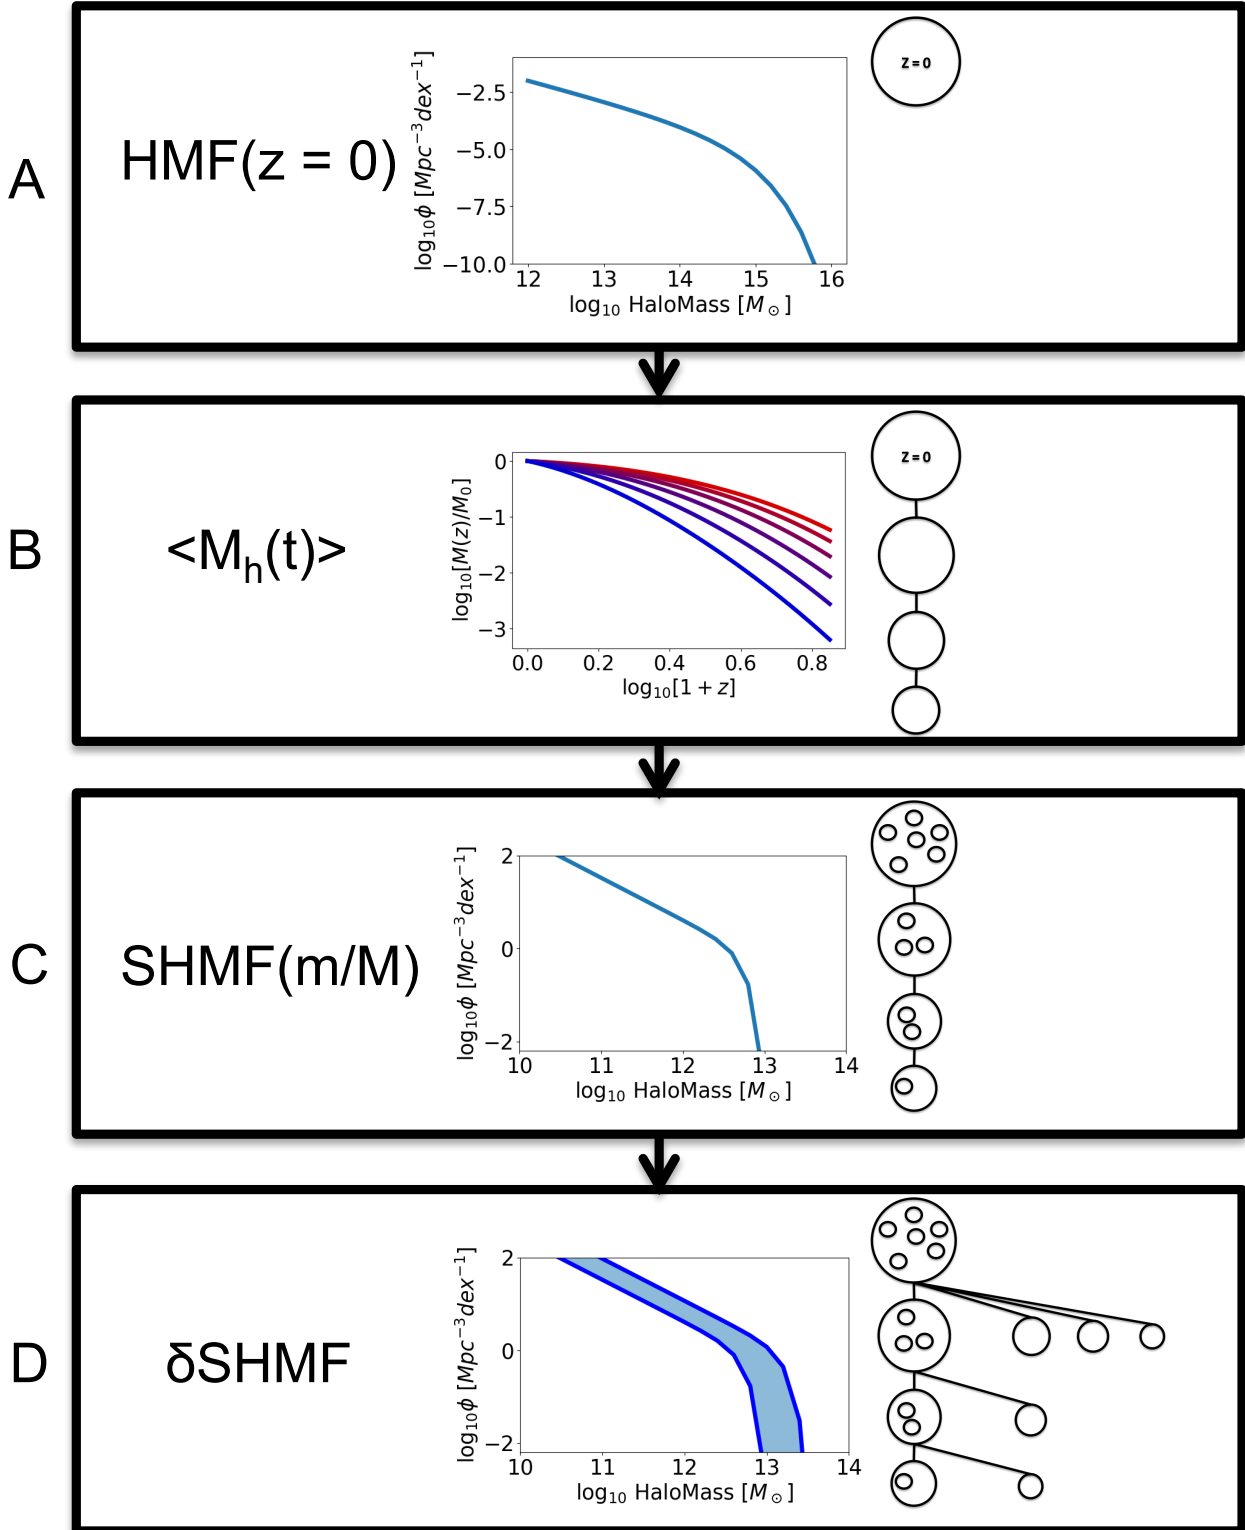 A
HMF(z = 0)
log₁₀ϕ [Mpc⁻³dex⁻¹]
−2.5
−5.0
−7.5
−10.0
12 13 14 15 16
log₁₀ HaloMass [M⊙]
Z = 0
B
<Mₕ(t)>
log₁₀[M(z)/M₀]
0
−1
−2
−3
0.0 0.2 0.4 0.6 0.8
log₁₀[1 + z]
Z = 0
C
SHMF(m/M)
log₁₀ϕ [Mpc⁻³dex⁻¹]
2
0
−2
10 11 12 13 14
log₁₀ HaloMass [M⊙]
D
δSHMF
log₁₀ϕ [Mpc⁻³dex⁻¹]
2
0
−2
10 11 12 13 14
log₁₀ HaloMass [M⊙]